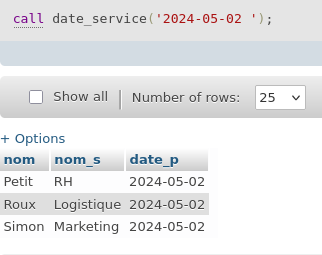 call date_service('2024-05-02 ');
Show all Number of rows: 25
+ Options
nom nom_s date_p
Petit RH 2024-05-02
Roux Logistique 2024-05-02
Simon Marketing 2024-05-02